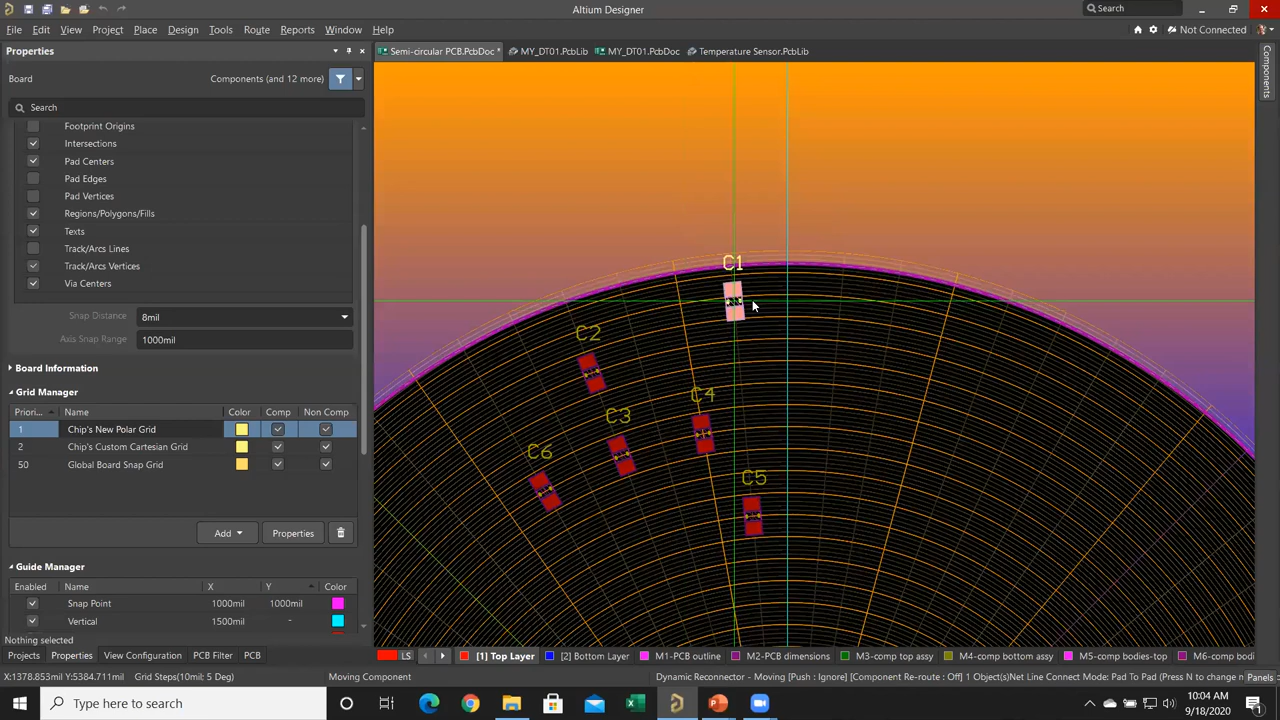 Altium Designer
Search
File Edit View Project Place Design Tools Route Reports Window Help
Not Connected
Properties
Semi-circular PCB.PcbDoc * MY_DT01.PcbLib MY_DT01.PcbDoc Temperature Sensor.PcbLib
Board Components (and 12 more)
Search
Components
Footprint Origins
Intersections
Pad Centers
Pad Edges
Pad Vertices
Regions/Polygons/Fills
Texts
Track/Arcs Lines
Track/Arcs Vertices
Via Centers
Snap Distance 8mil
Axis Snap Range 1000mil
Board Information
Grid Manager
Priori... Name Color Comp Non Comp
1 Chip's New Polar Grid
2 Chip's Custom Cartesian Grid
50 Global Board Snap Grid
Add Properties
Guide Manager
Enabled Name X Y Color
Snap Point 1000mil 1000mil
Vertical 1500mil -
Nothing selected
C1
C2
C4
C3
C6
C5
Projects Properties View Configuration PCB Filter PCB
LS [1] Top Layer [2] Bottom Layer M1-PCB outline M2-PCB dimensions M3-comp top assy M4-comp bottom assy M5-comp bodies-top M6-comp bodi
X:1378.853mil Y:5384.711mil Grid Steps(10mil; 5 Deg) Moving Component Dynamic Reconnector - Moving [Push : Ignore] [Component Re-route : Off] 1 Object(s)Net Line Connect Mode: Pad To Pad (Press N to change Panels
Type here to search
10:04 AM
9/18/2020
1